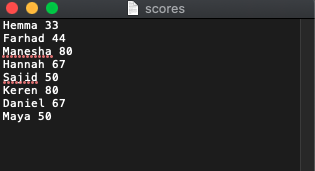 scores
Hemma 33
Farhad 44
Manesha 80
Hannah 67
Sajid 50
Keren 80
Daniel 67
Maya 50